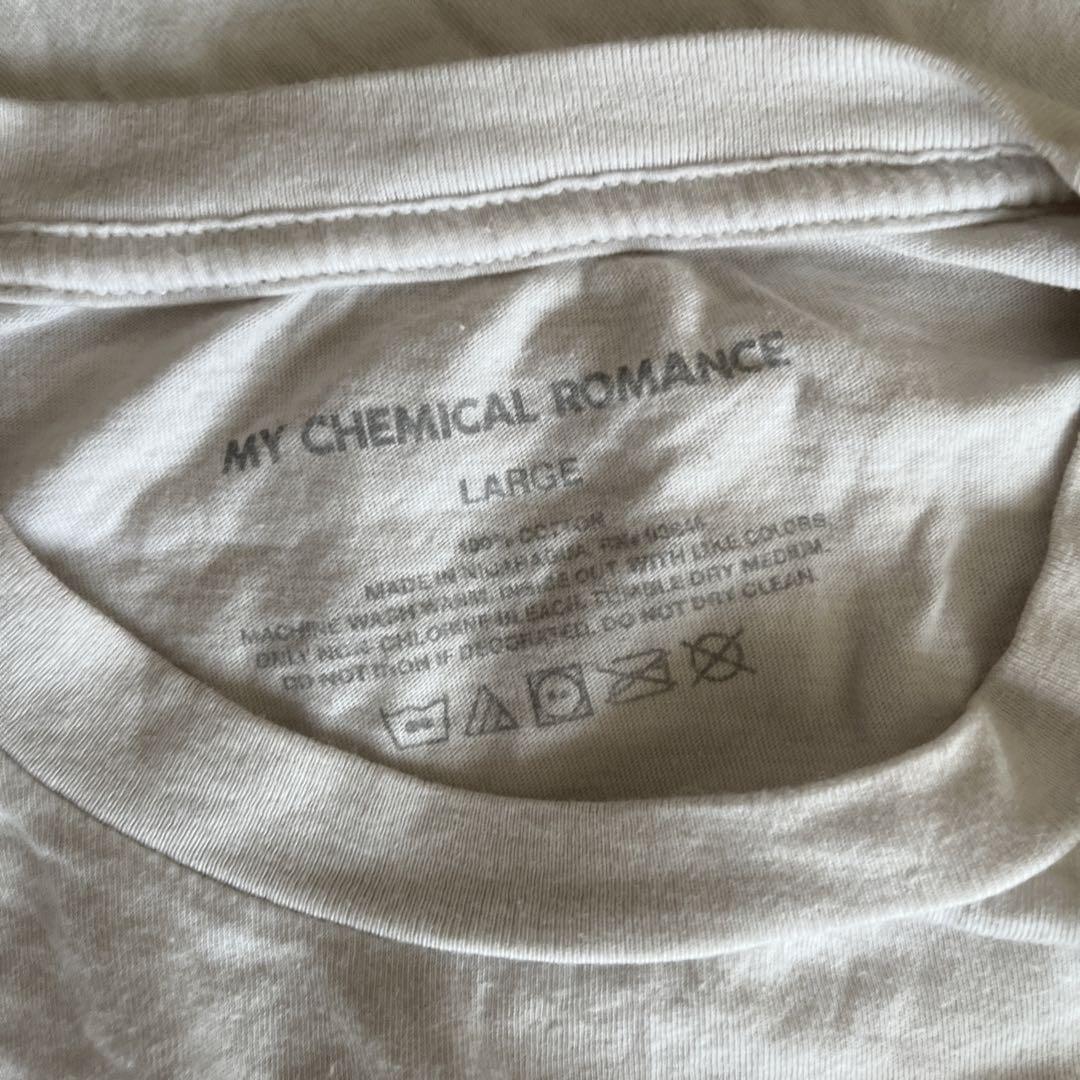 MY CHEMICAL ROMANCE
LARGE
100% COTTON
MADE IN NICARAGUA.
MACHINE WASH WARM, INSIDE OUT, WITH LIKE COLORS.
ONLY NON-CHLORINE BLEACH. TUMBLE DRY MEDIUM.
DO NOT IRON IF DECORATED. DO NOT DRY CLEAN.